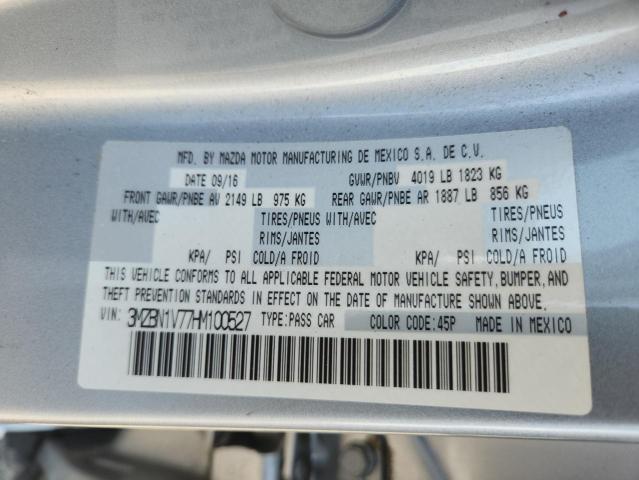 MFD. BY MAZDA MOTOR MANUFACTURING DE MEXICO S.A. DE C.V.
DATE 09/16 GVWR/PNBV 4019 LB 1823 KG
FRONT GAWR/PNBE AV 2149 LB 975 KG REAR GAWR/PNBE AR 1887 LB 856 KG
WITH/AVEC TIRES/PNEUS WITH/AVEC TIRES/PNEUS
RIMS/JANTES RIMS/JANTES
KPA/ PSI COLD/A FROID KPA/ PSI COLD/A FROID
THIS VEHICLE CONFORMS TO ALL APPLICABLE FEDERAL MOTOR VEHICLE SAFETY, BUMPER, AND
THEFT PREVENTION STANDARDS IN EFFECT ON THE DATE OF MANUFACTURE SHOWN ABOVE.
VIN: 3MZBN1V77HM100527 TYPE:PASS CAR COLOR CODE:45P MADE IN MEXICO